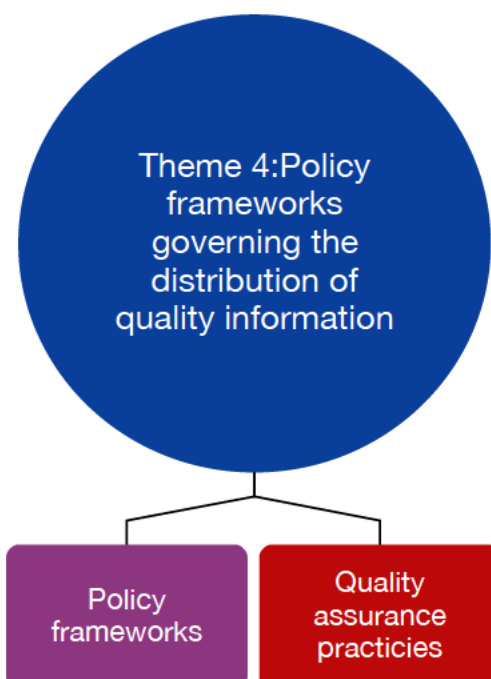 Theme 4:Policy
frameworks
governing the
distribution of
quality information
Policy
frameworks
Quality
assurance
practicies